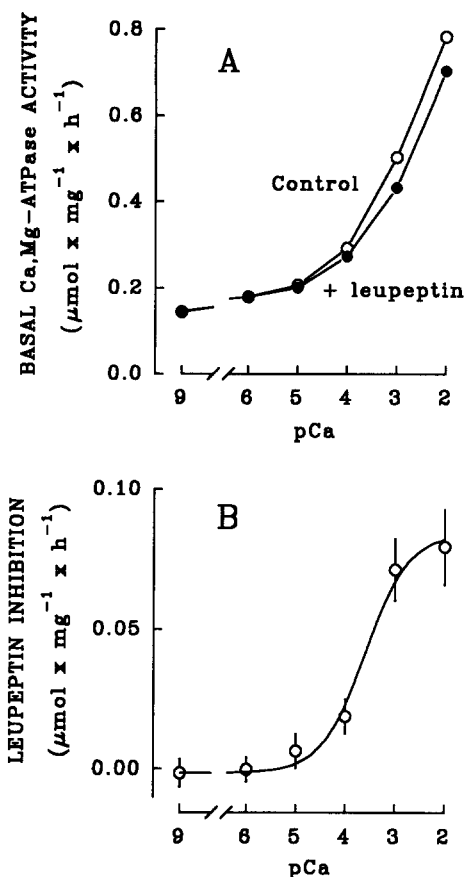 A
BASAL Ca,Mg-ATPase ACTIVITY
(μmol x mg⁻¹ x h⁻¹)
0.8
0.6
0.4
0.2
0.0
Control
+ leupeptin
9 6 5 4 3 2
pCa
B
LEUPEPTIN INHIBITION
(μmol x mg⁻¹ x h⁻¹)
0.10
0.05
0.00
9 6 5 4 3 2
pCa